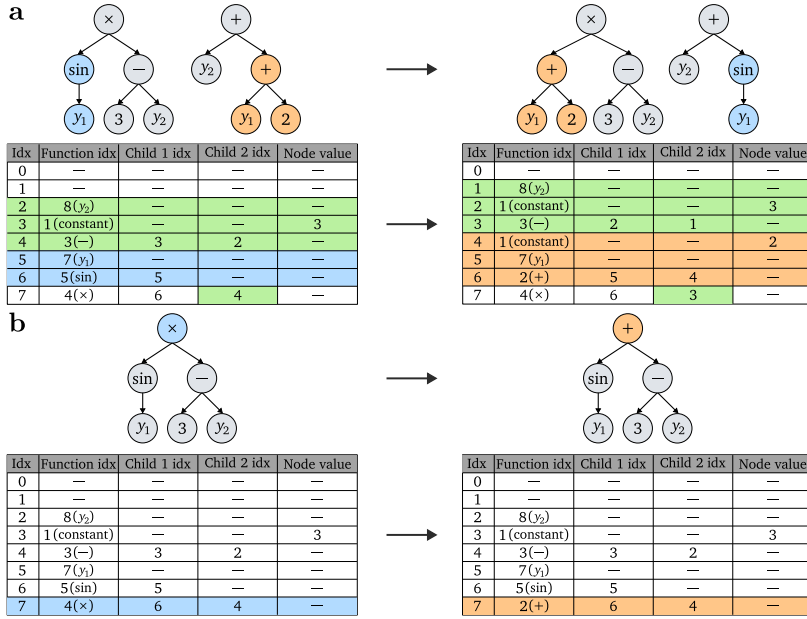 a
× + × +
sin − y₂ + + − y₂ sin
y₁ 3 y₂ y₁ 2 y₁ 2 3 y₂ y₁
Idx Function idx Child 1 idx Child 2 idx Node value
0 — — — —
1 — — — —
2 8(y₂) — — —
3 1(constant) — — 3
4 3(−) 3 2 —
5 7(y₁) — — —
6 5(sin) 5 — —
7 4(×) 6 4 —
Idx Function idx Child 1 idx Child 2 idx Node value
0 — — — —
1 8(y₂) — — —
2 1(constant) — — 3
3 3(−) 2 1 —
4 1(constant) — — 2
5 7(y₁) — — —
6 2(+) 5 4 —
7 4(×) 6 3 —
b
× +
sin − sin −
y₁ 3 y₂ y₁ 3 y₂
Idx Function idx Child 1 idx Child 2 idx Node value
0 — — — —
1 — — — —
2 8(y₂) — — —
3 1(constant) — — 3
4 3(−) 3 2 —
5 7(y₁) — — —
6 5(sin) 5 — —
7 4(×) 6 4 —
Idx Function idx Child 1 idx Child 2 idx Node value
0 — — — —
1 — — — —
2 8(y₂) — — —
3 1(constant) — — 3
4 3(−) 3 2 —
5 7(y₁) — — —
6 5(sin) 5 — —
7 2(+) 6 4 —